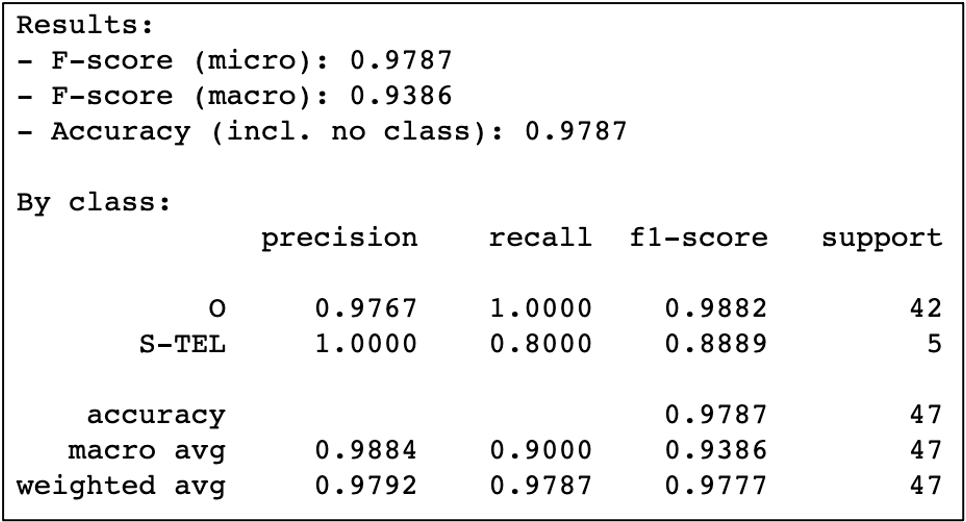 Results:
- F-score (micro): 0.9787
- F-score (macro): 0.9386
- Accuracy (incl. no class): 0.9787
By class:
precision recall f1-score support
O 0.9767 1.0000 0.9882 42
S-TEL 1.0000 0.8000 0.8889 5
accuracy 0.9787 47
macro avg 0.9884 0.9000 0.9386 47
weighted avg 0.9792 0.9787 0.9777 47